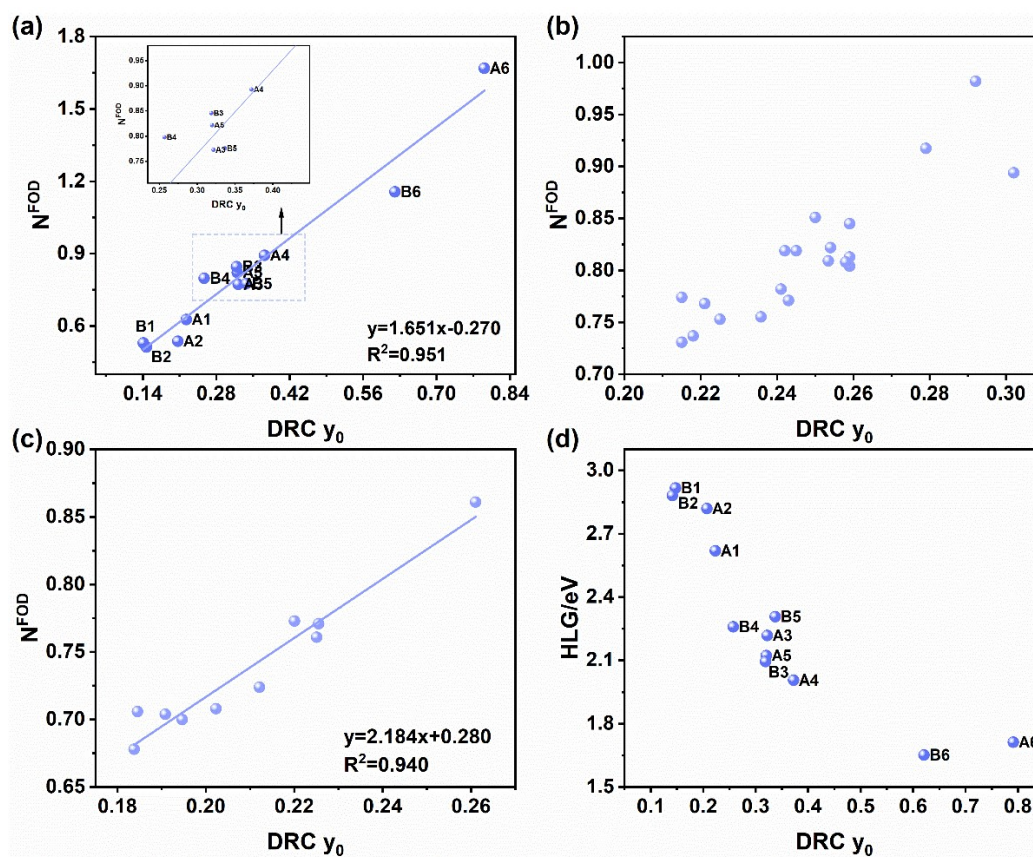 (a)
N^FOD
1.8
1.5
1.2
0.9
0.6
0.14 0.28 0.42 0.56 0.70 0.84
DRC y₀
A6
B6
A4
B4
A1
B1
B2
A2
B5
y=1.651x-0.270
R²=0.951
N^FOD
0.95
0.90
0.85
0.80
0.75
0.25 0.30 0.35 0.40
DRC y₀
A4
B3
A5
B4
A3
B5
(b)
N^FOD
1.00
0.95
0.90
0.85
0.80
0.75
0.70
0.20 0.22 0.24 0.26 0.28 0.30
DRC y₀
(c)
N^FOD
0.90
0.85
0.80
0.75
0.70
0.65
0.18 0.20 0.22 0.24 0.26
DRC y₀
y=2.184x+0.280
R²=0.940
(d)
HLG/eV
3.0
2.7
2.4
2.1
1.8
1.5
0.1 0.2 0.3 0.4 0.5 0.6 0.7 0.8
DRC y₀
B1
B2
A2
A1
B5
B4
A3
A5
B3
A4
B6